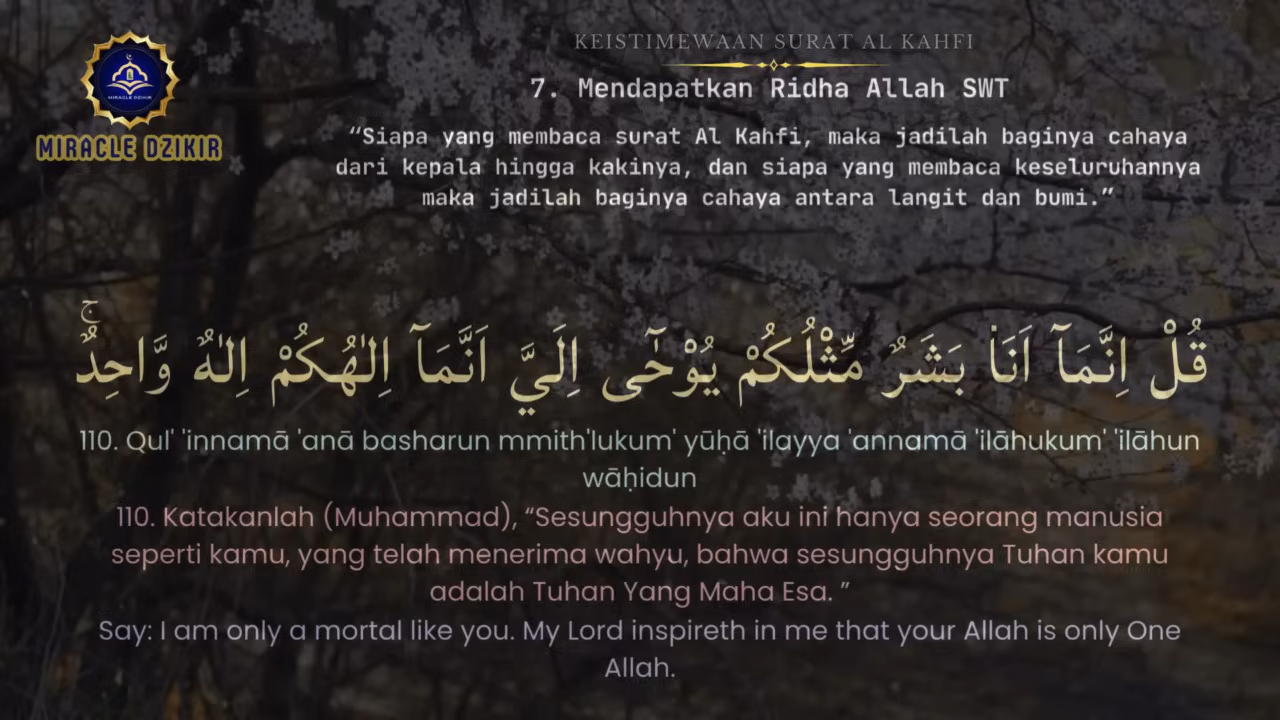 MIRACLE DZIKIR
MIRACLE DZIKIR
KEISTIMEWAAN SURAT AL KAHFI
7. Mendapatkan Ridha Allah SWT
“Siapa yang membaca surat Al Kahfi, maka jadilah baginya cahaya
dari kepala hingga kakinya, dan siapa yang membaca keseluruhannya
maka jadilah baginya cahaya antara langit dan bumi.”
قُلْ اِنَّمَآ اَنَا۠ بَشَرٌ مِّثْلُكُمْ يُوْحٰٓى اِلَيَّ اَنَّمَآ اِلٰهُكُمْ اِلٰهٌ وَّاحِدٌۚ
110. Qul' 'innamā 'anā basharun mmith'lukum' yūḥā 'ilayya 'annamā 'ilāhukum' 'ilāhun
wāḥidun
110. Katakanlah (Muhammad), “Sesungguhnya aku ini hanya seorang manusia
seperti kamu, yang telah menerima wahyu, bahwa sesungguhnya Tuhan kamu
adalah Tuhan Yang Maha Esa. ”
Say: I am only a mortal like you. My Lord inspireth in me that your Allah is only One
Allah.